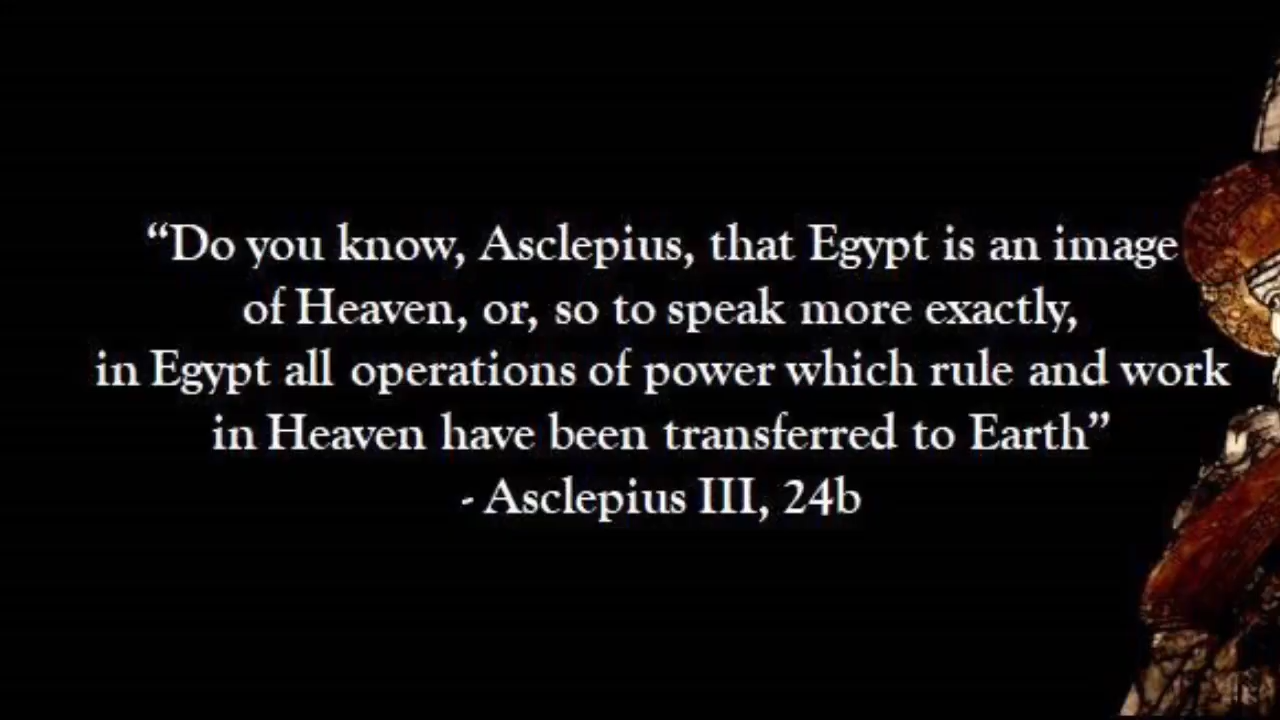 “Do you know, Asclepius, that Egypt is an image
of Heaven, or, so to speak more exactly,
in Egypt all operations of power which rule and work
in Heaven have been transferred to Earth”
- Asclepius III, 24b